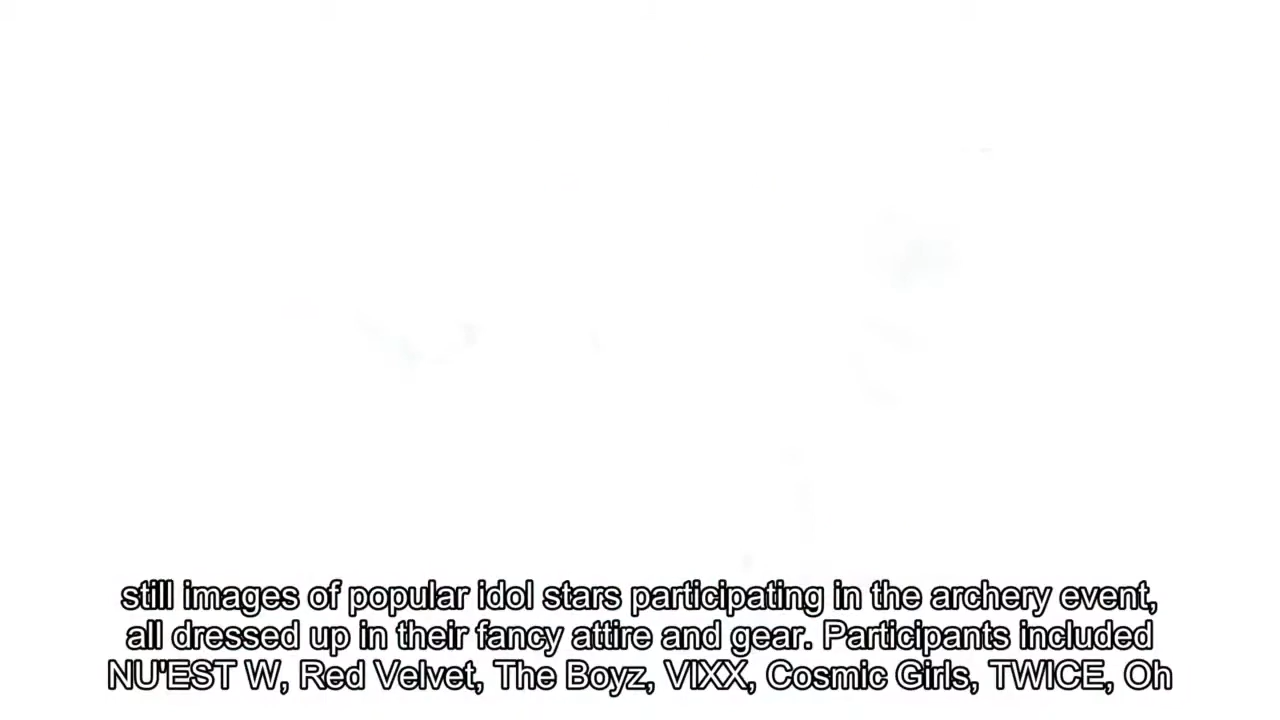 still images of popular idol stars participating in the archery event,
all dressed up in their fancy attire and gear. Participants included
NU'EST W, Red Velvet, The Boyz, VIXX, Cosmic Girls, TWICE, Oh